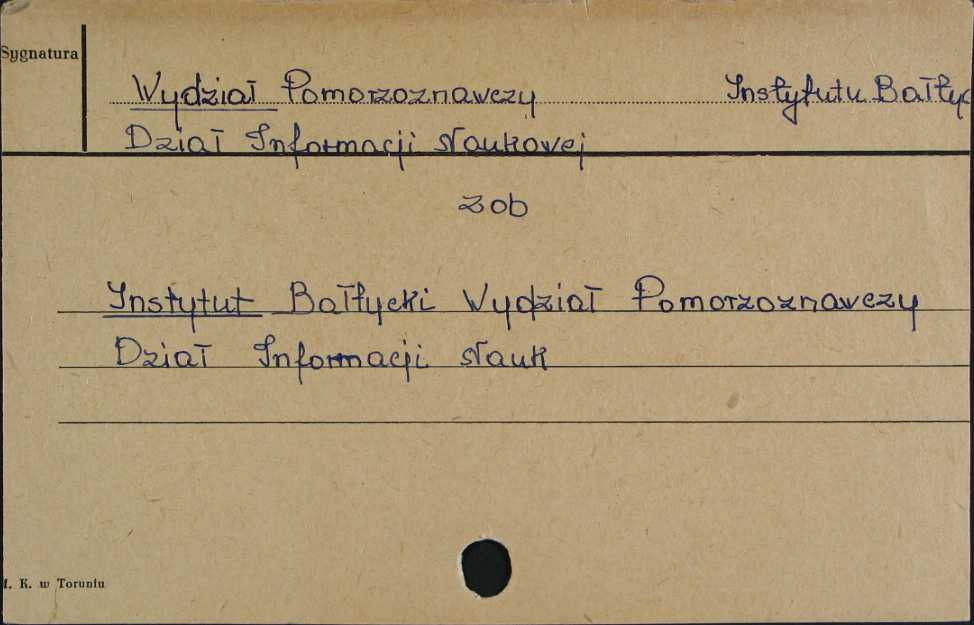 Sygnatura
Wydział Pomorzoznawczy Instytutu Bałtyc
Dział Informacji Naukowej
zob
Instytut Bałtycki Wydział Pomorzoznawczy
Dział Informacji Nauk
M. K. w Toruniu